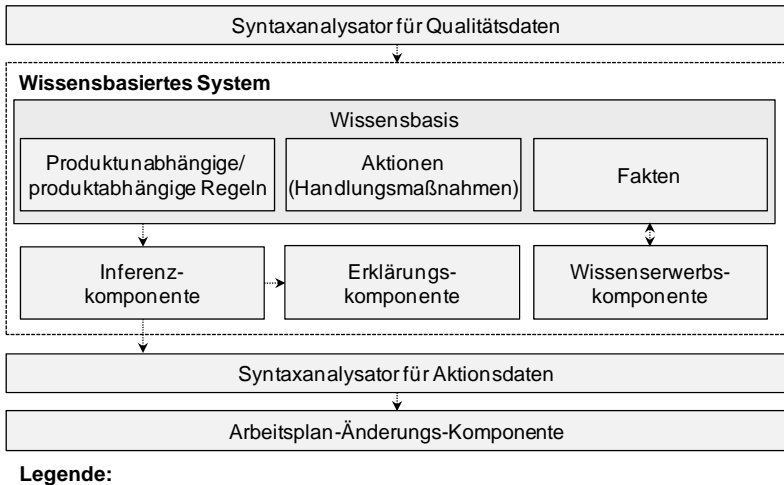 Syntaxanalysator für Qualitätsdaten
Wissensbasiertes System
Wissensbasis
Produktunabhängige/
produktabhängige Regeln
Aktionen
(Handlungsmaßnahmen)
Fakten
Inferenz-
komponente
Erklärungs-
komponente
Wissenserwerbs-
komponente
Syntaxanalysator für Aktionsdaten
Arbeitsplan-Änderungs-Komponente
Legende: